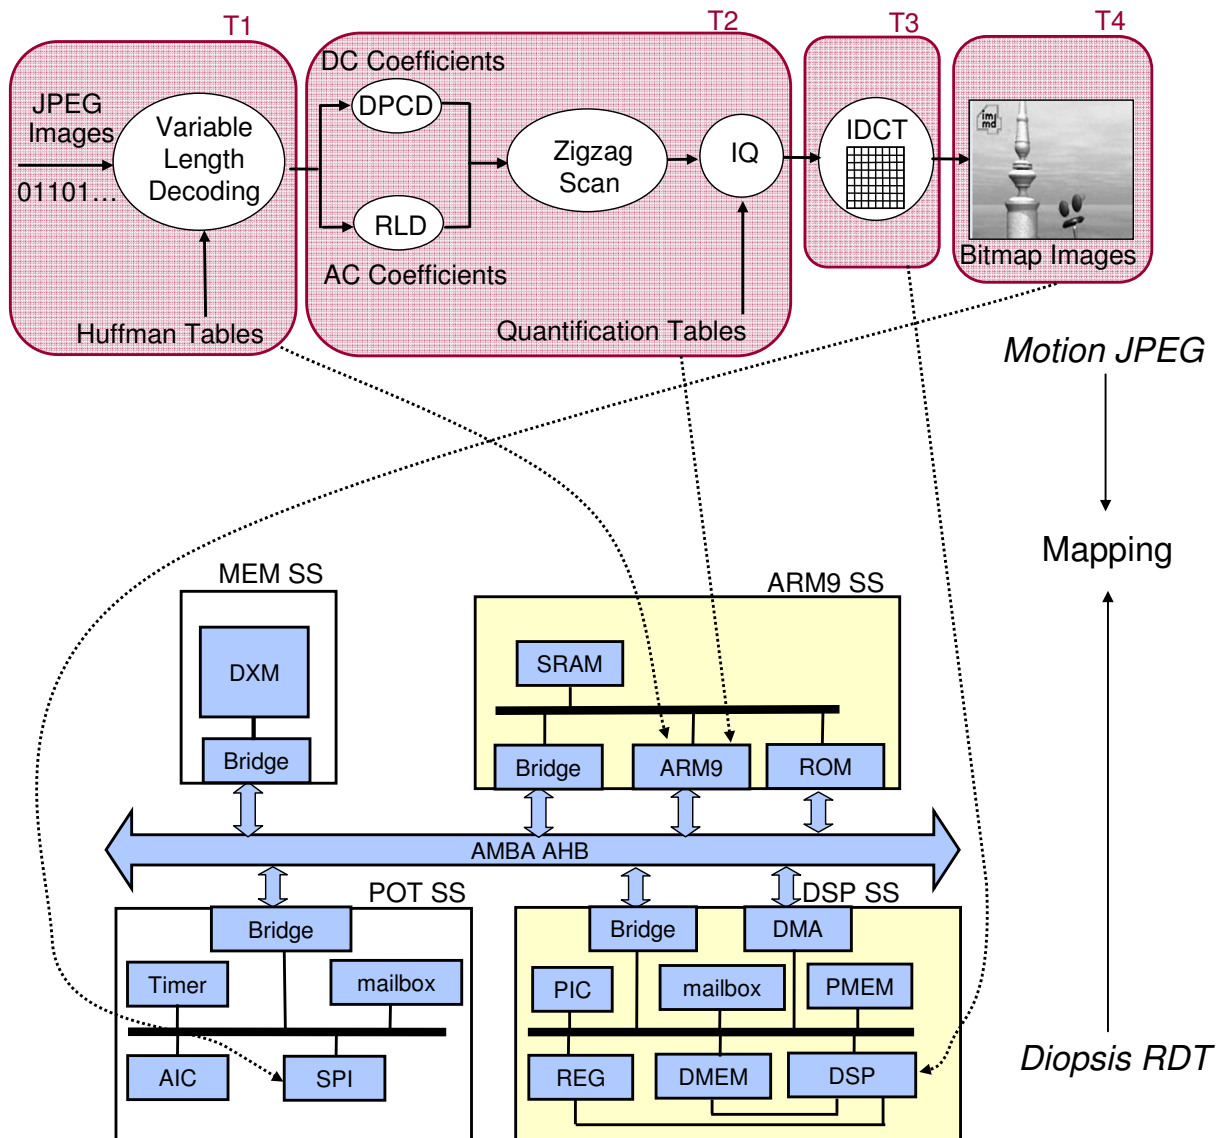 T1
T2
T3
T4
DC Coefficients
JPEG
Images
01101...
Variable
Length
Decoding
DPCD
RLD
AC Coefficients
Zigzag
Scan
IQ
IDCT
im
md
Bitmap Images
Huffman Tables
Quantification Tables
Motion JPEG
Mapping
Diopsis RDT
MEM SS
DXM
Bridge
ARM9 SS
SRAM
Bridge
ARM9
ROM
AMBA AHB
POT SS
Bridge
Timer
mailbox
AIC
SPI
DSP SS
Bridge
DMA
PIC
mailbox
PMEM
REG
DMEM
DSP